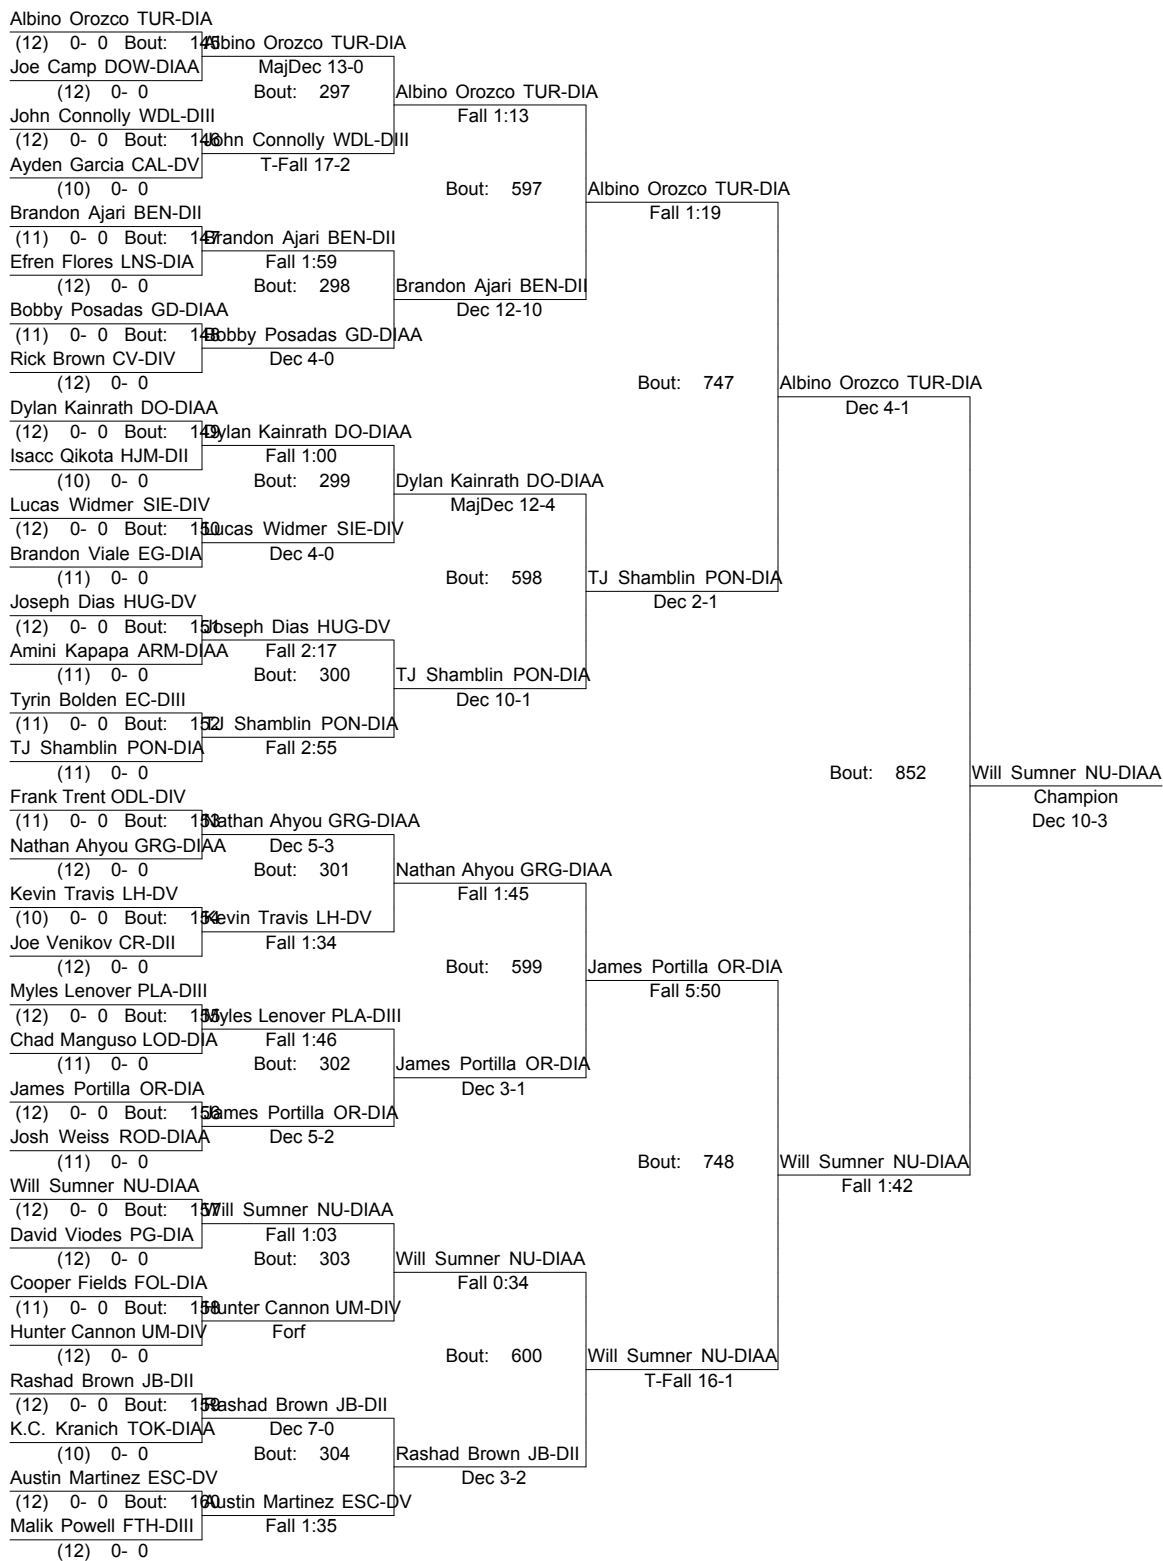 Albino Orozco TUR-DIA
(12) 0- 0 Bout: 145
Albino Orozco TUR-DIA
Joe Camp DOW-DIAA
MajDec 13-0
(12) 0- 0
Bout: 297
Albino Orozco TUR-DIA
John Connolly WDL-DIII
Fall 1:13
(12) 0- 0 Bout: 146
John Connolly WDL-DIII
Ayden Garcia CAL-DV
T-Fall 17-2
(10) 0- 0
Bout: 597
Albino Orozco TUR-DIA
Brandon Ajari BEN-DII
Fall 1:19
(11) 0- 0 Bout: 147
Brandon Ajari BEN-DII
Efren Flores LNS-DIA
Fall 1:59
(12) 0- 0
Bout: 298
Brandon Ajari BEN-DII
Bobby Posadas GD-DIAA
Dec 12-10
(11) 0- 0 Bout: 148
Bobby Posadas GD-DIAA
Rick Brown CV-DIV
Dec 4-0
(12) 0- 0
Bout: 747
Albino Orozco TUR-DIA
Dylan Kainrath DO-DIAA
Dec 4-1
(12) 0- 0 Bout: 149
Dylan Kainrath DO-DIAA
Isacc Qikota HJM-DII
Fall 1:00
(10) 0- 0
Bout: 299
Dylan Kainrath DO-DIAA
Lucas Widmer SIE-DIV
MajDec 12-4
(12) 0- 0 Bout: 150
Lucas Widmer SIE-DIV
Brandon Viale EG-DIA
Dec 4-0
(11) 0- 0
Bout: 598
TJ Shamblin PON-DIA
Joseph Dias HUG-DV
Dec 2-1
(12) 0- 0 Bout: 151
Joseph Dias HUG-DV
Amini Kapapa ARM-DIAA
Fall 2:17
(11) 0- 0
Bout: 300
TJ Shamblin PON-DIA
Tyrin Bolden EC-DIII
Dec 10-1
(11) 0- 0 Bout: 152
TJ Shamblin PON-DIA
TJ Shamblin PON-DIA
Fall 2:55
(11) 0- 0
Bout: 852
Will Sumner NU-DIAA
Frank Trent ODL-DIV
Champion
(11) 0- 0 Bout: 153
Nathan Ahyou GRG-DIAA
Dec 10-3
Nathan Ahyou GRG-DIAA
Dec 5-3
(12) 0- 0
Bout: 301
Nathan Ahyou GRG-DIAA
Kevin Travis LH-DV
Fall 1:45
(10) 0- 0 Bout: 154
Kevin Travis LH-DV
Joe Venikov CR-DII
Fall 1:34
(12) 0- 0
Bout: 599
James Portilla OR-DIA
Myles Lenover PLA-DIII
Fall 5:50
(12) 0- 0 Bout: 155
Myles Lenover PLA-DIII
Chad Manguso LOD-DIA
Fall 1:46
(11) 0- 0
Bout: 302
James Portilla OR-DIA
James Portilla OR-DIA
Dec 3-1
(12) 0- 0 Bout: 156
James Portilla OR-DIA
Josh Weiss ROD-DIAA
Dec 5-2
(11) 0- 0
Bout: 748
Will Sumner NU-DIAA
Will Sumner NU-DIAA
Fall 1:42
(12) 0- 0 Bout: 157
Will Sumner NU-DIAA
David Viodes PG-DIA
Fall 1:03
(12) 0- 0
Bout: 303
Will Sumner NU-DIAA
Cooper Fields FOL-DIA
Fall 0:34
(11) 0- 0 Bout: 158
Hunter Cannon UM-DIV
Hunter Cannon UM-DIV
Forf
(12) 0- 0
Bout: 600
Will Sumner NU-DIAA
Rashad Brown JB-DII
T-Fall 16-1
(12) 0- 0 Bout: 159
Rashad Brown JB-DII
K.C. Kranich TOK-DIAA
Dec 7-0
(10) 0- 0
Bout: 304
Rashad Brown JB-DII
Austin Martinez ESC-DV
Dec 3-2
(12) 0- 0 Bout: 160
Austin Martinez ESC-DV
Malik Powell FTH-DIII
Fall 1:35
(12) 0- 0